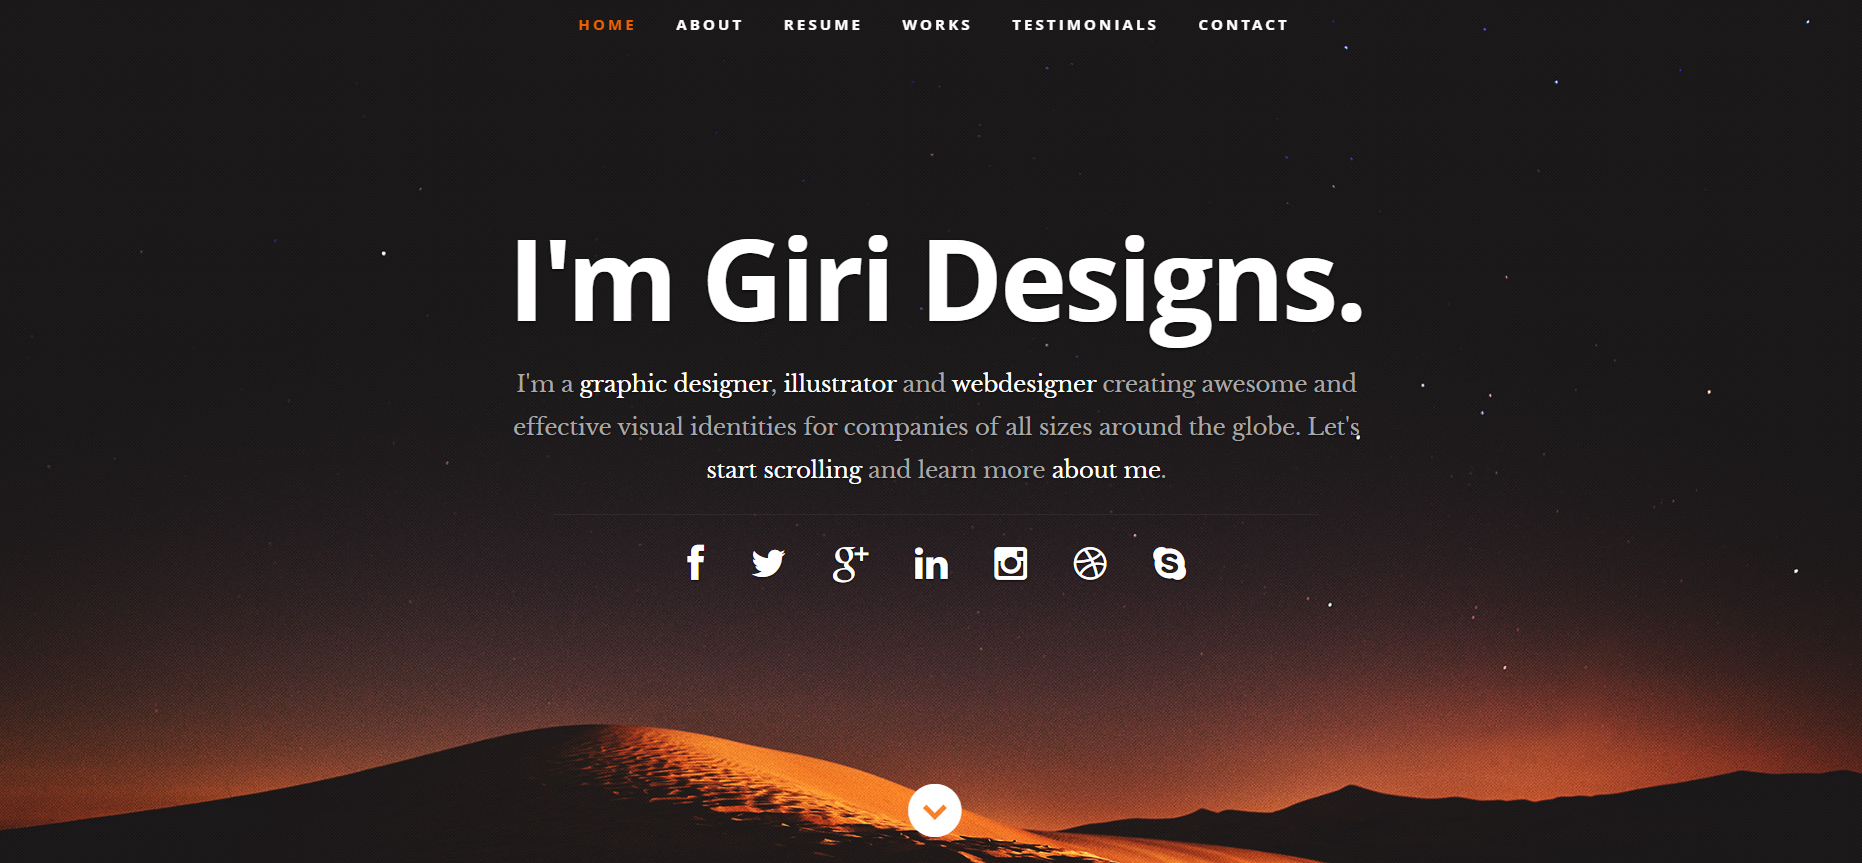 HOME ABOUT RESUME WORKS TESTIMONIALS CONTACT
I'm Giri Designs.
I'm a graphic designer, illustrator and webdesigner creating awesome and
effective visual identities for companies of all sizes around the globe. Let's
start scrolling and learn more about me.